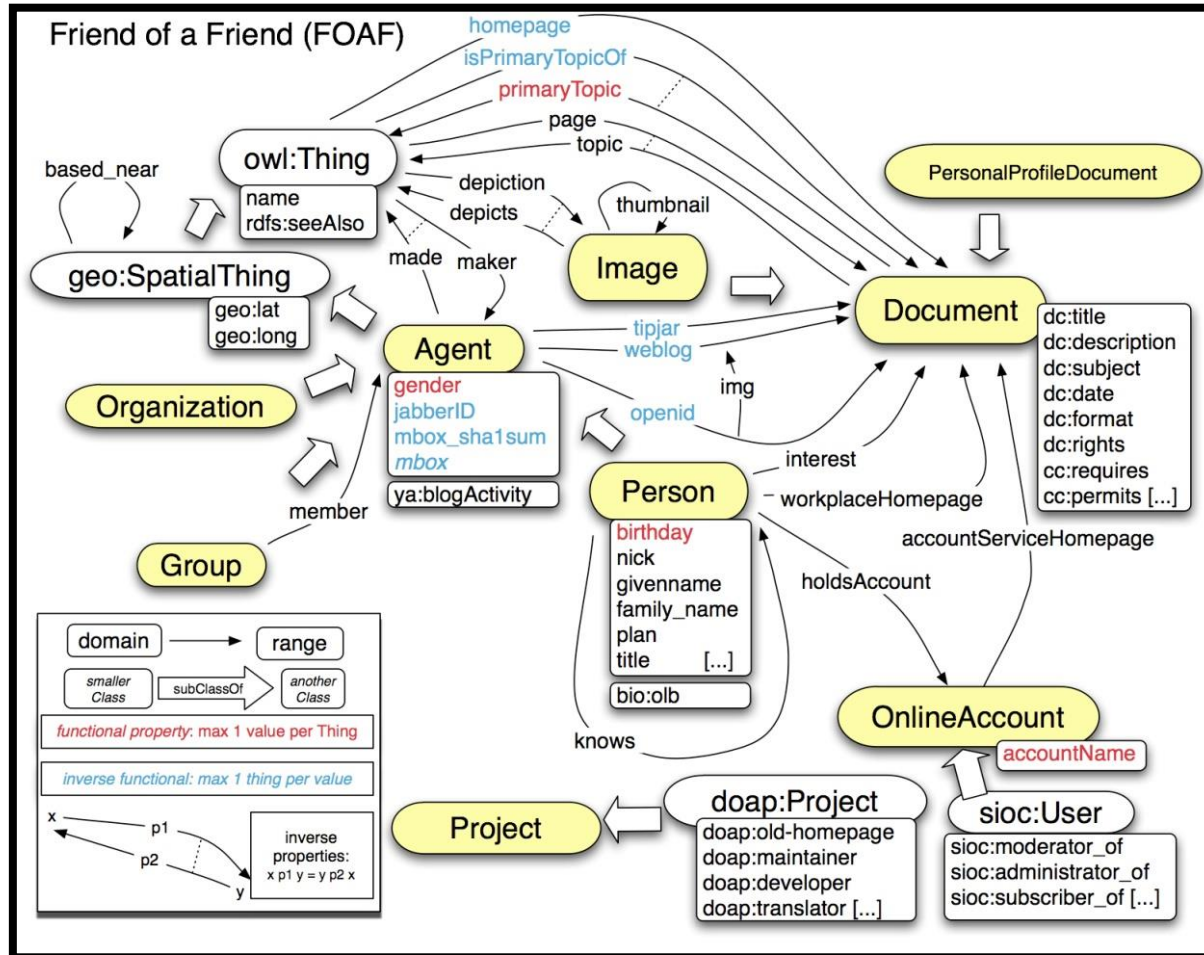 Friend of a Friend (FOAF)
homepage
isPrimaryTopicOf
primaryTopic
page
topic
owl:Thing
name
rdfs:seeAlso
based_near
depiction
depicts
thumbnail
PersonalProfileDocument
made
maker
Image
geo:SpatialThing
geo:lat
geo:long
Document
dc:title
dc:description
dc:subject
dc:date
dc:format
dc:rights
cc:requires
cc:permits [...]
Agent
gender
jabberID
mbox_sha1sum
mbox
ya:blogActivity
tipjar
weblog
img
openid
Organization
member
Group
interest
workplaceHomepage
Person
birthday
nick
givenname
family_name
plan
title [...]
bio:olb
accountServiceHomepage
holdsAccount
knows
OnlineAccount
accountName
doap:Project
doap:old-homepage
doap:maintainer
doap:developer
doap:translator [...]
Project
sioc:User
sioc:moderator_of
sioc:administrator_of
sioc:subscriber_of [...]
domain
range
smaller
Class
subClassOf
another
Class
functional property: max 1 value per Thing
inverse functional: max 1 thing per value
x
p1
p2
y
inverse
properties:
x p1 y = y p2 x